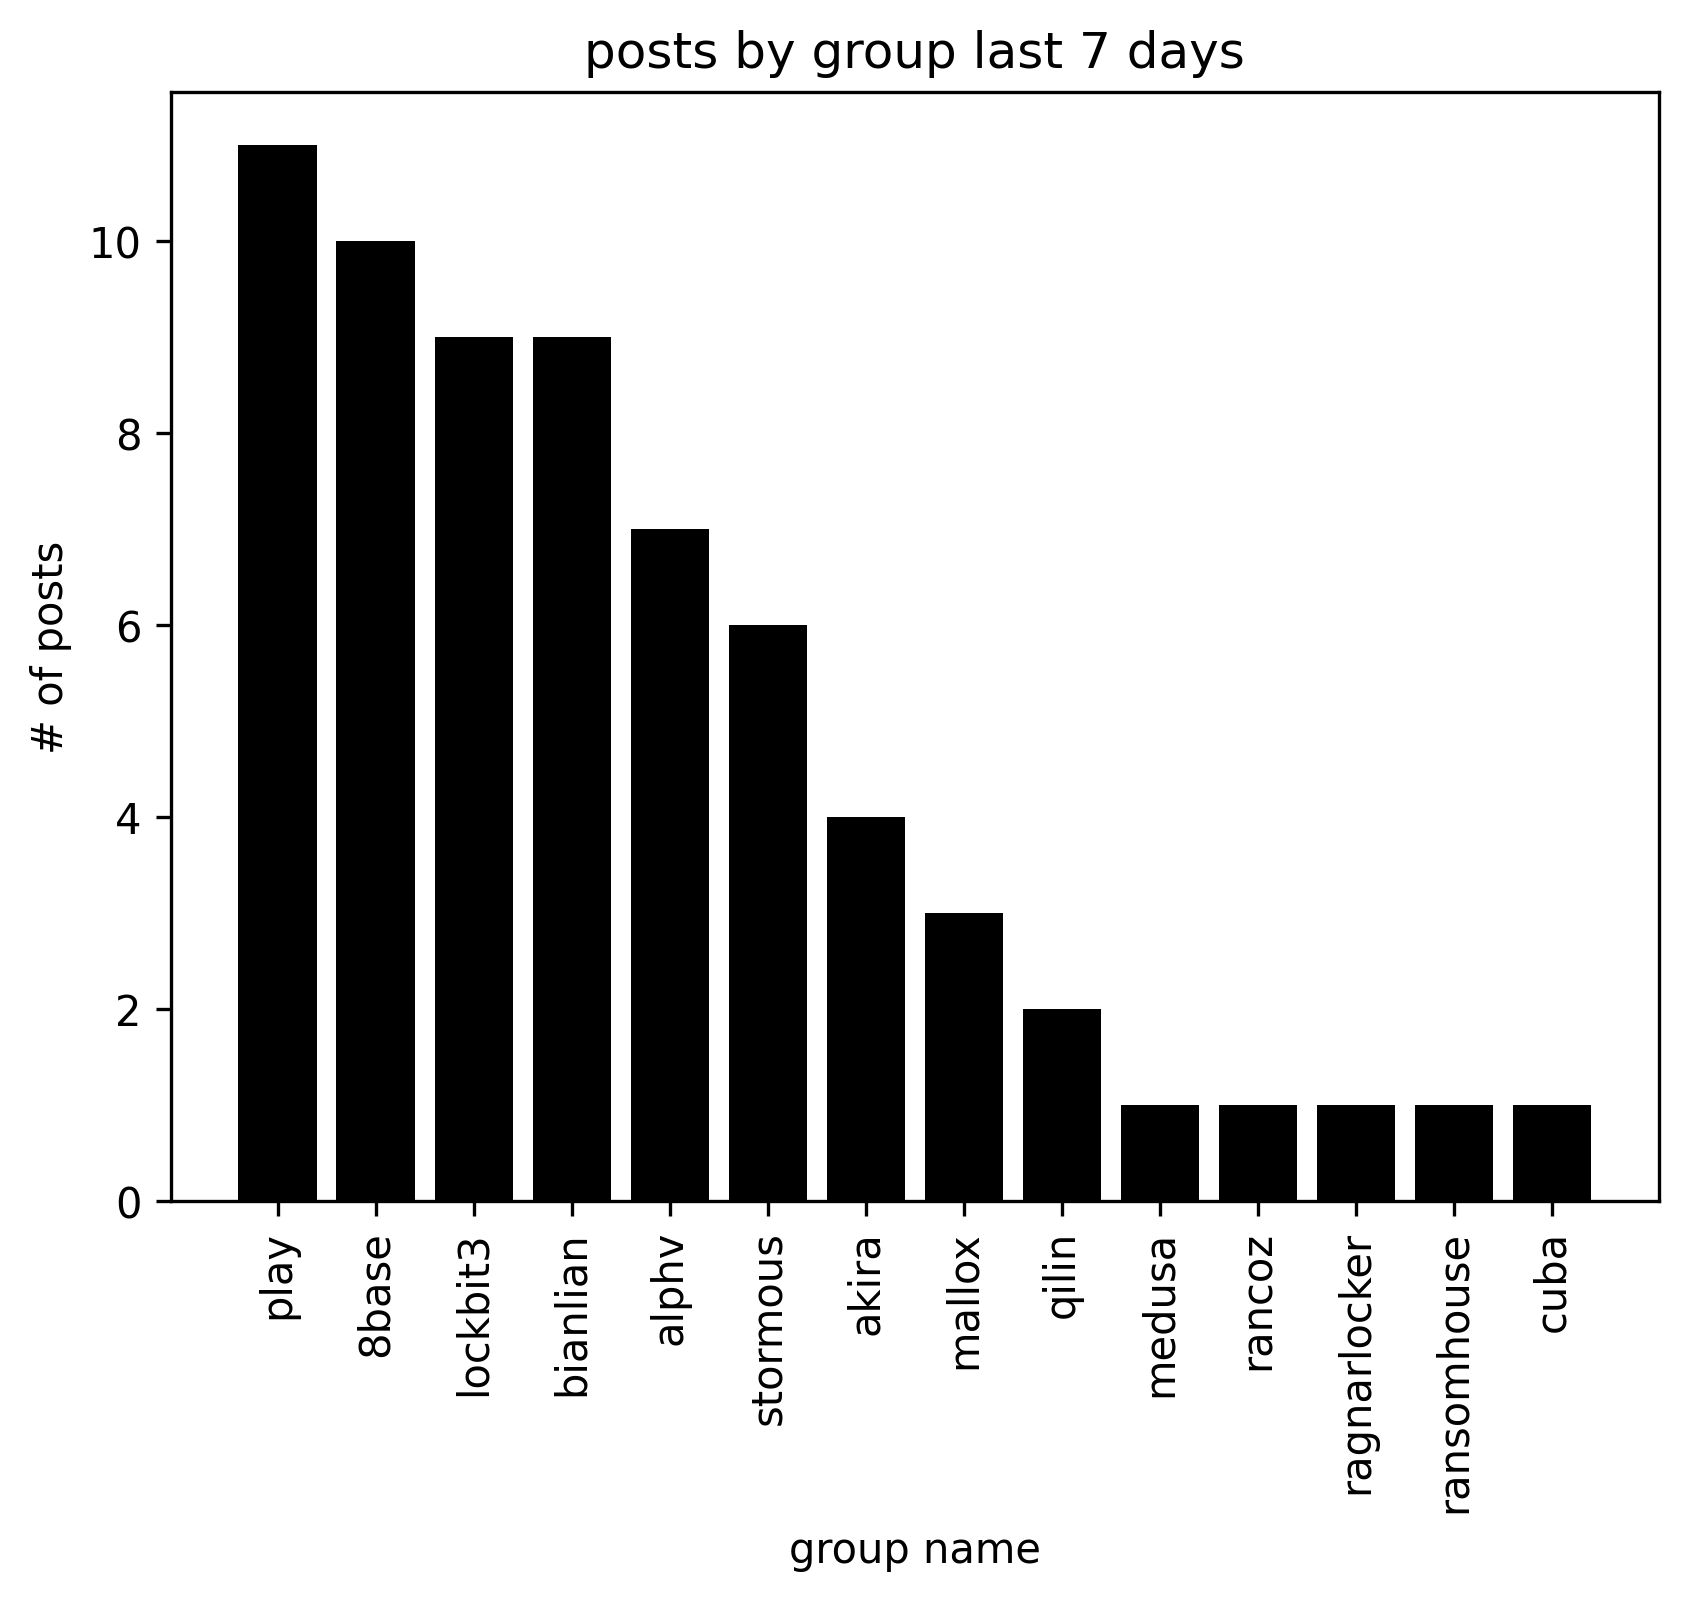 posts by group last 7 days
# of posts
10
8
6
4
2
0
play
8base
lockbit3
bianlian
alphv
stormous
akira
mallox
qilin
medusa
rancoz
ragnarlocker
ransomhouse
cuba
group name